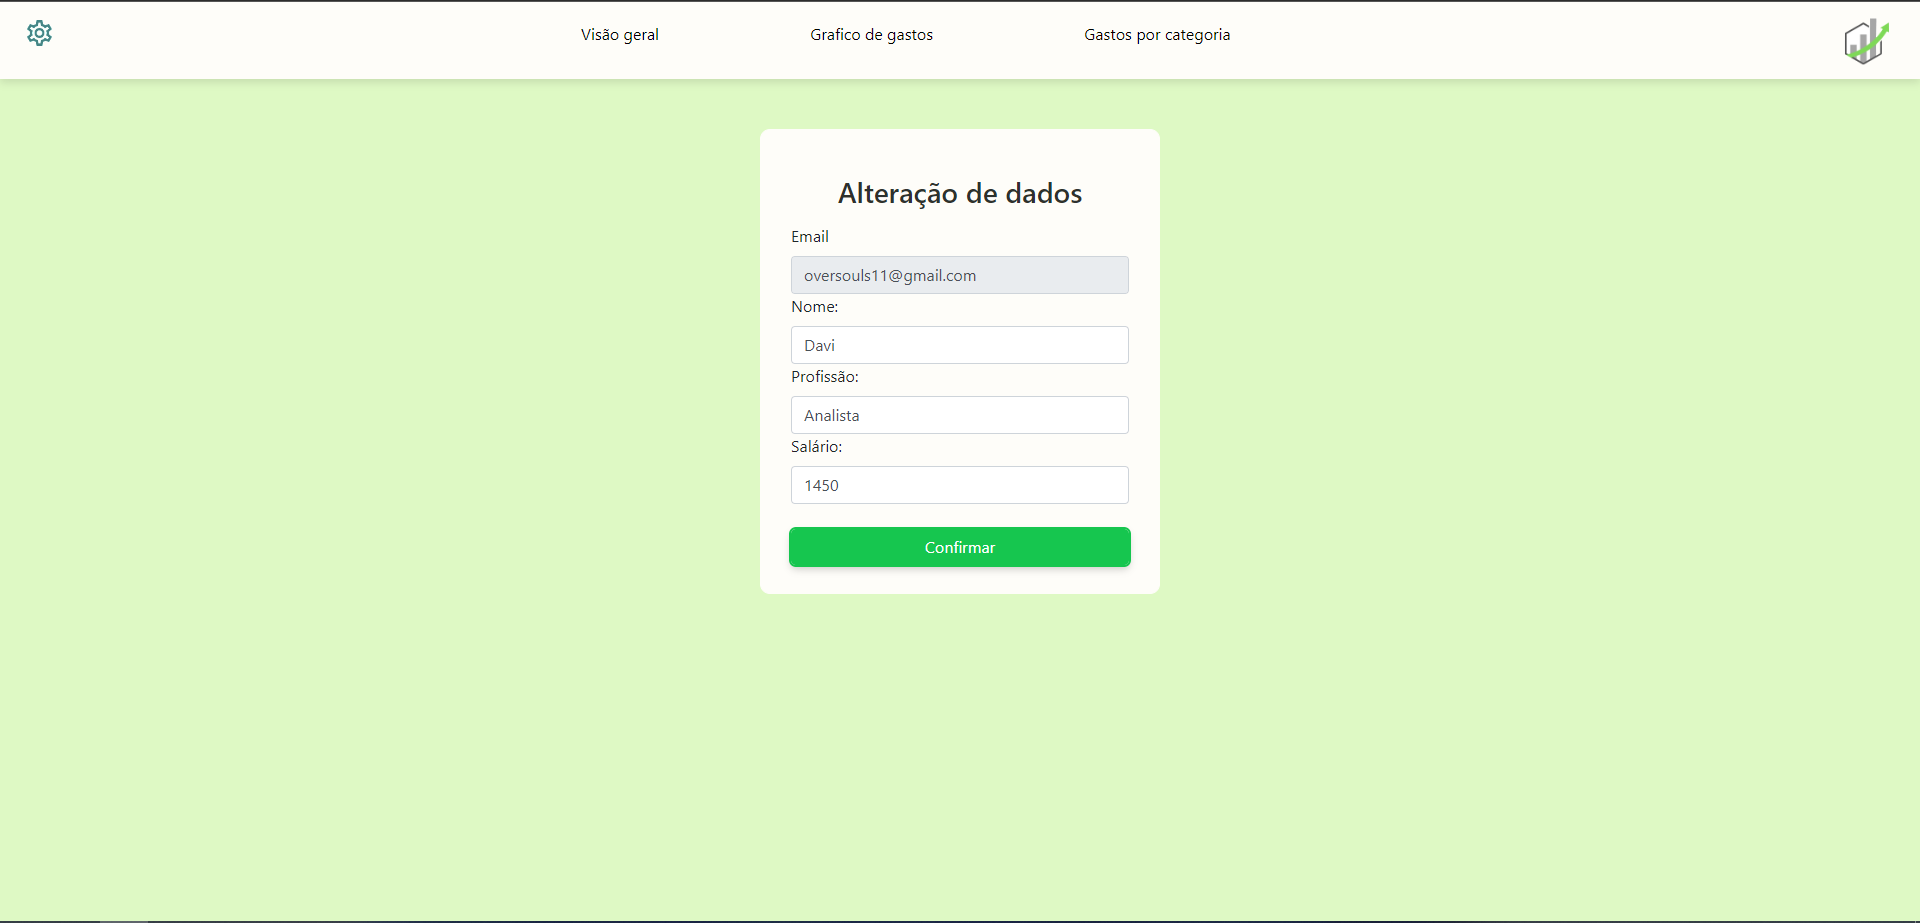 Visão geral
Grafico de gastos
Gastos por categoria
Alteração de dados
Email
oversouls11@gmail.com
Nome:
Davi
Profissão:
Analista
Salário:
1450
Confirmar